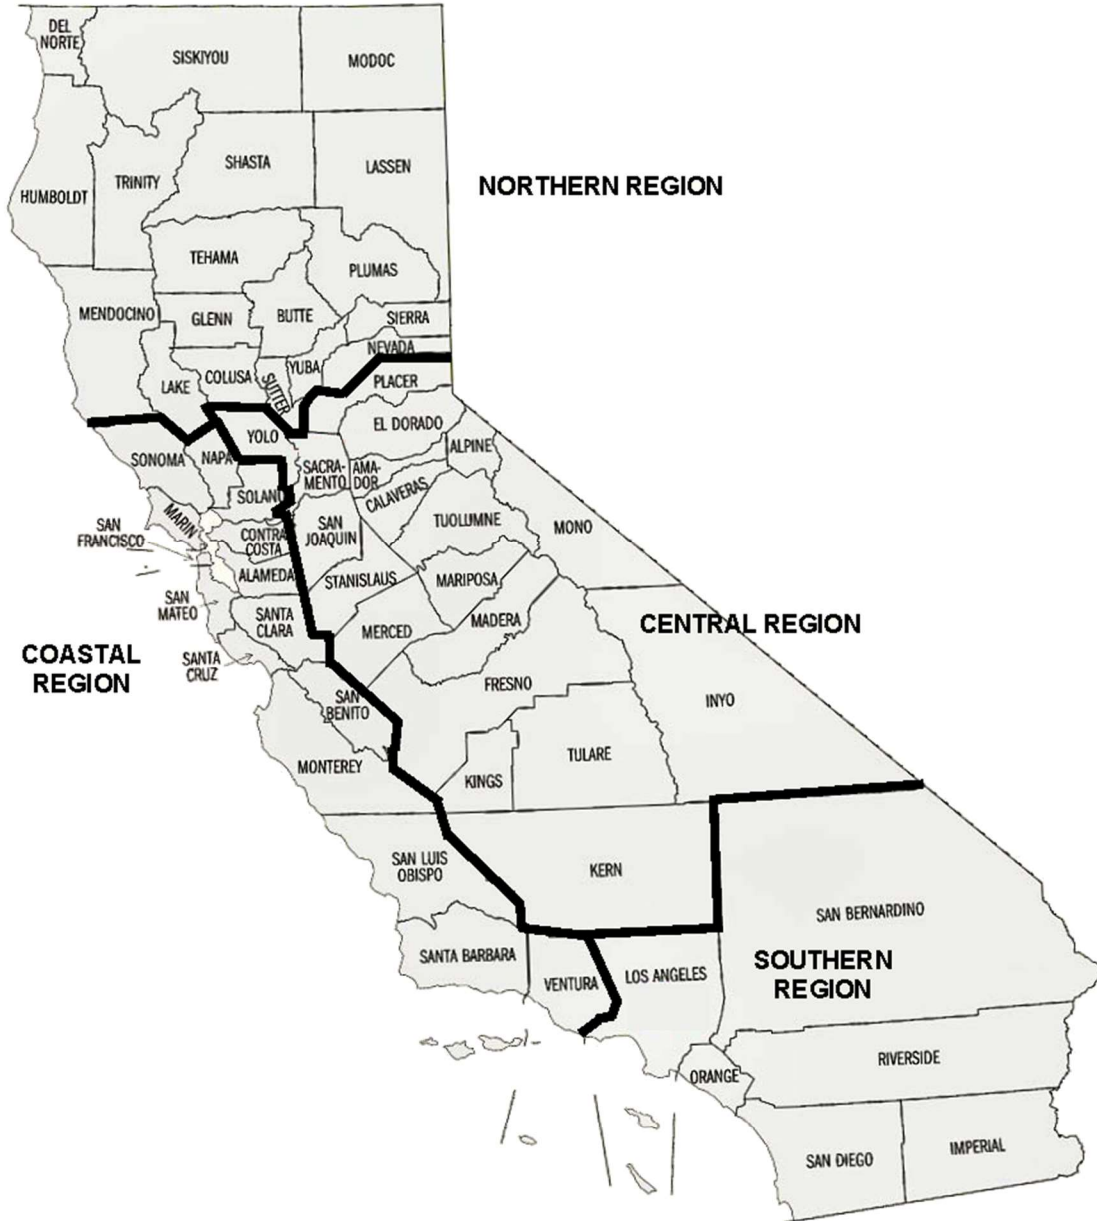 DEL
NORTE
SISKIYOU
MODOC
HUMBOLDT
TRINITY
SHASTA
LASSEN
NORTHERN REGION
TEHAMA
PLUMAS
MENDOCINO
GLENN
BUTTE
SIERRA
NEVADA
LAKE
COLUSA
SUTTER
YUBA
PLACER
YOLO
EL DORADO
SONOMA
NAPA
SACRA-
MENTO
AMA-
DOR
ALPINE
SOLANO
CALAVERAS
MARIN
SAN
FRANCISCO
CONTRA
COSTA
SAN
JOAQUIN
TUOLUMNE
MONO
ALAMEDA
STANISLAUS
MARIPOSA
SAN
MATEO
SANTA
CLARA
MERCED
MADERA
CENTRAL REGION
COASTAL
REGION
SANTA
CRUZ
SAN
BENITO
FRESNO
INYO
MONTEREY
KINGS
TULARE
SAN LUIS
OBISPO
KERN
SAN BERNARDINO
SANTA BARBARA
VENTURA
LOS ANGELES
SOUTHERN
REGION
ORANGE
RIVERSIDE
SAN DIEGO
IMPERIAL